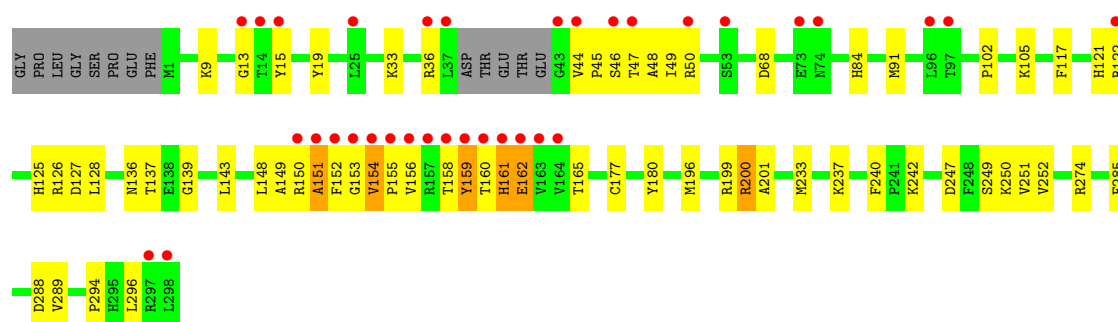 GLY PRO LEU GLY SER PRO GLU PHE M1 K9 G13 T14 Y15 Y19 L25 K33 R36 L37 ASP THR GLU THR GLU G43 V44 P45 S46 T47 A48 I49 R50 S53 D68 E73 N74 H84 M91 L96 T97 P102 K105 F117 H121
H125 R126 D127 L128 N136 T137 E138 G139 L143 L148 A149 R150 A151 F152 G153 V154 P155 V156 R157 T158 Y159 T160 H161 E162 V163 V164 T165 C177 Y180 M196 R199 R200 A201 M233 K237 F240 P241 K242 D247 F248 S249 K250 V251 V252 R274
D288 V289 P294 H295 L296 R297 L298